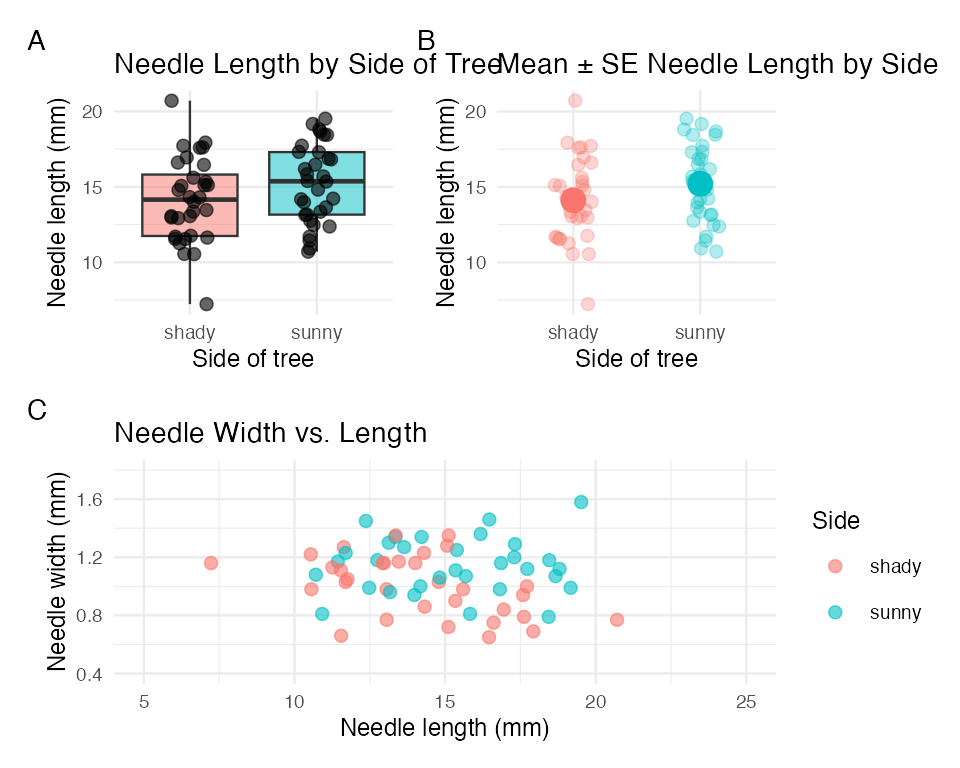 A
B
Needle Length by Side of Tree
Mean ± SE Needle Length by Side
Needle length (mm)
20
15
10
shady
sunny
Side of tree
Needle length (mm)
20
15
10
shady
sunny
Side of tree
C
Needle Width vs. Length
Needle width (mm)
1.6
1.2
0.8
0.4
5
10
15
20
25
Needle length (mm)
Side
shady
sunny